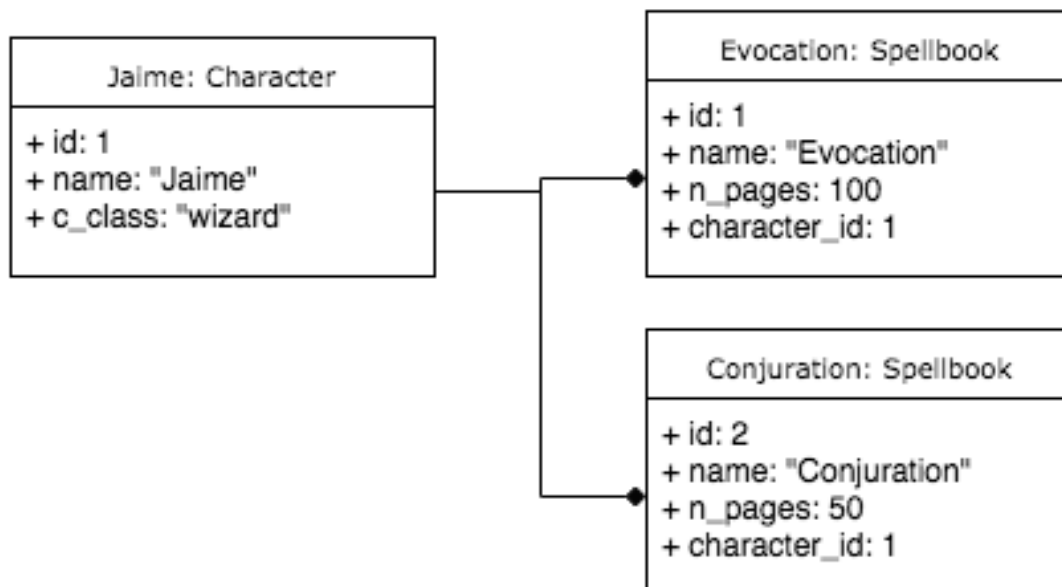 Jaime: Character
+ id: 1
+ name: "Jaime"
+ c_class: "wizard"
Evocation: Spellbook
+ id: 1
+ name: "Evocation"
+ n_pages: 100
+ character_id: 1
Conjuration: Spellbook
+ id: 2
+ name: "Conjuration"
+ n_pages: 50
+ character_id: 1